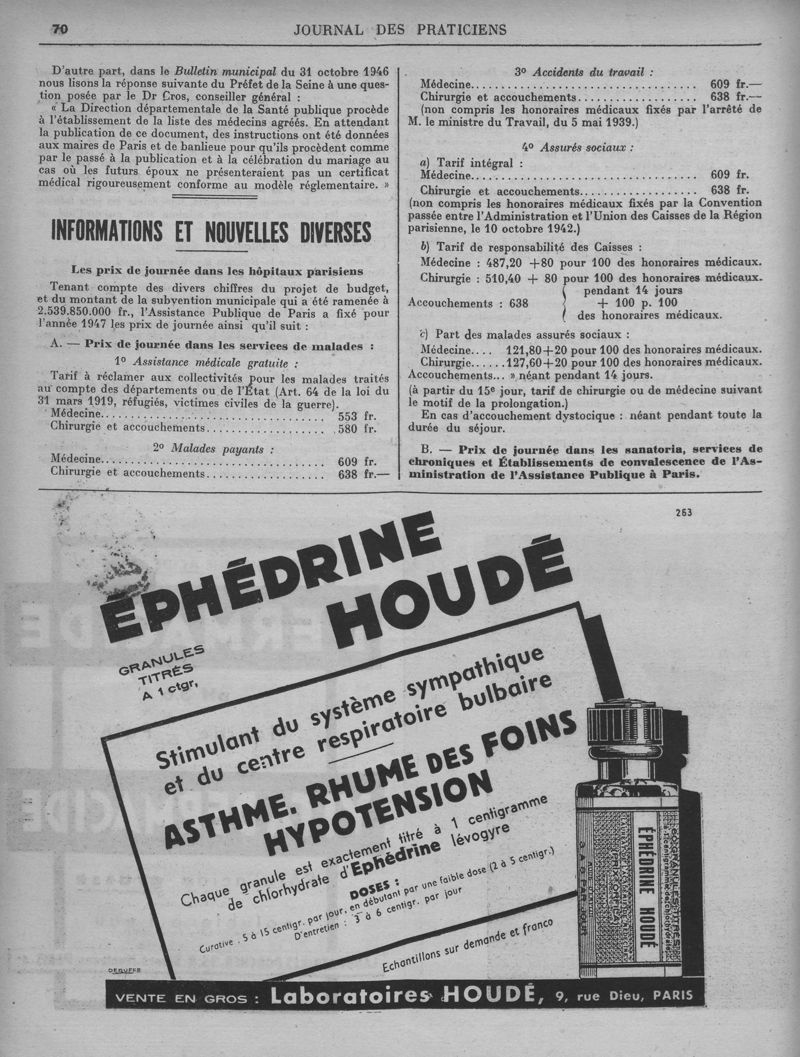 70
JOURNAL DES PRATICIENS
D'autre part, dans le Bulletin municipal du 31 octobre 1946
nous lisons la réponse suivante du Préfet de la Seine à une ques-
tion posée par le Dr Cros, conseiller général :
« La Direction départementale de la Santé publique procède
à l'établissement de la liste des médecins agréés. En attendant
la publication de ce document, des instructions ont été données
aux maires de Paris et de banlieue pour qu'ils procèdent comme
par le passé à la publication et à la célébration du mariage au
cas où les futurs époux ne présenteraient pas un certificat
médical rigoureusement conforme au modèle réglementaire. »
INFORMATIONS ET NOUVELLES DIVERSES
Les prix de journée dans les hôpitaux parisiens
Tenant compte des divers chiffres du projet de budget,
et du montant de la subvention municipale qui a été ramenée à
2.539.850.000 fr., l'Assistance Publique de Paris a fixé pour
l'année 1947 les prix de journée ainsi qu'il suit :
A. — Prix de journée dans les services de malades :
1º Assistance médicale gratuite :
Tarif à réclamer aux collectivités pour les malades traités
au compte des départements ou de l'État (Art. 64 de la loi du
31 mars 1919, réfugiés, victimes civiles de la guerre).
Médecine.................................... 553 fr.
Chirurgie et accouchements................... 580 fr.
2º Malades payants :
Médecine.................................... 609 fr.
Chirurgie et accouchements................... 638 fr.—
3º Accidents du travail :
Médecine.................................... 609 fr.—
Chirurgie et accouchements.................. 638 fr.—
(non compris les honoraires médicaux fixés par l'arrêté de
M. le ministre du Travail, du 5 mai 1939.)
4º Assurés sociaux :
a) Tarif intégral :
Médecine.................................... 609 fr.
Chirurgie et accouchements.................. 638 fr.
(non compris les honoraires médicaux fixés par la Convention
passée entre l'Administration et l'Union des Caisses de la Région
parisienne, le 10 octobre 1942.)
b) Tarif de responsabilité des Caisses :
Médecine : 487,20 +80 pour 100 des honoraires médicaux.
Chirurgie : 510,40 + 80 pour 100 des honoraires médicaux.
pendant 14 jours
Accouchements : 638 + 100 p. 100
des honoraires médicaux.
c) Part des malades assurés sociaux :
Médecine.... 121,80+20 pour 100 des honoraires médicaux.
Chirurgie......127,60+20 pour 100 des honoraires médicaux.
Accouchements... » néant pendant 14 jours.
(à partir du 15e jour, tarif de chirurgie ou de médecine suivant
le motif de la prolongation.)
En cas d'accouchement dystocique : néant pendant toute la
durée du séjour.
B. — Prix de journée dans les sanatoria, services de
chroniques et Établissements de convalescence de l'As-
ministration de l'Assistance Publique à Paris.
263
ÉPHÉDRINE
HOUDÉ
GRANULES
TITRÉS
A 1 ctgr,
Stimulant du système sympathique
et du centre respiratoire bulbaire
ASTHME. RHUME DES FOINS
HYPOTENSION
Chaque granule est exactement titré à 1 centigramme
de chlorhydrate d'Ephédrine lévogyre
DOSES :
Curative . 5 à 15 centigr. par jour, en débutant par une faible dose (2 à 5 centigr.)
D'entretien : 3 à 6 centigr. par jour
Echantillons sur demande et franco
ÉPHÉDRINE HOUDÉ
VENTE EN GROS : Laboratoires HOUDÉ, 9, rue Dieu, PARIS